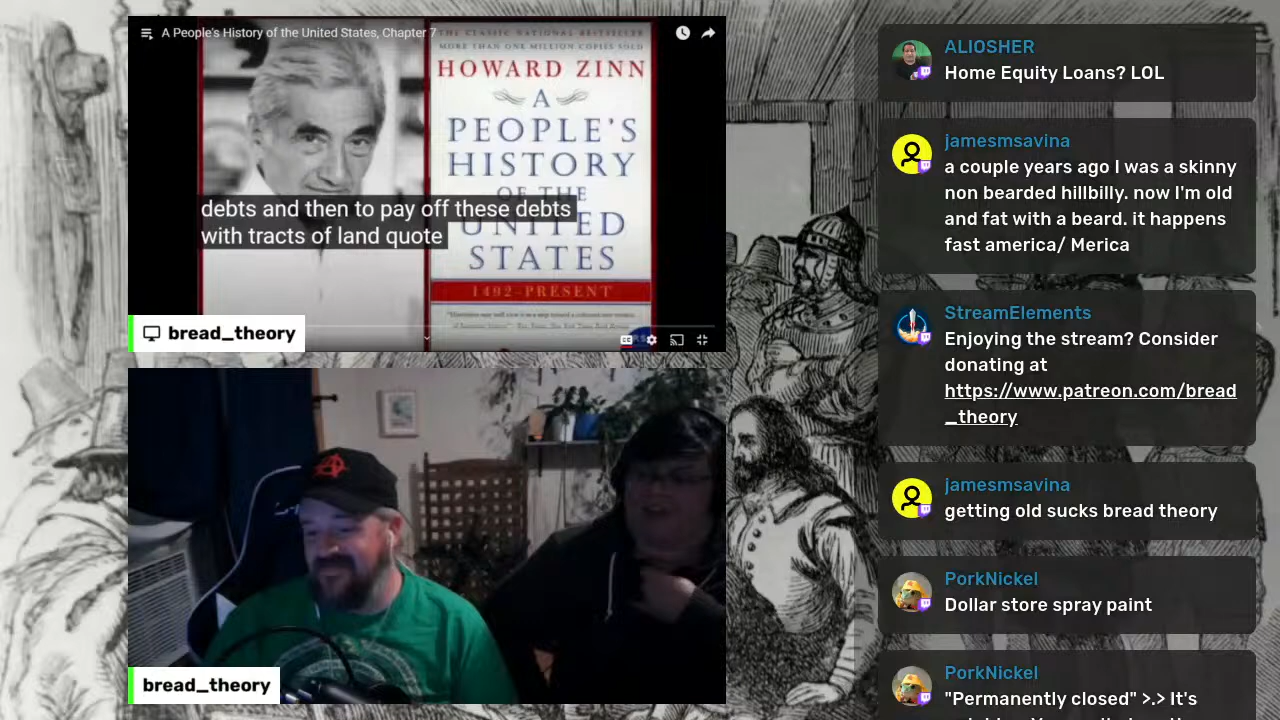 A People's History of the United States, Chapter 7
THE CLASSIC NATIONAL BESTSELLER
MORE THAN ONE MILLION COPIES SOLD
HOWARD ZINN
A
PEOPLE'S
HISTORY
OF THE
UNITED
STATES
1492–PRESENT
debts and then to pay off these debts
with tracts of land quote
bread_theory
bread_theory
ALIOSHER
Home Equity Loans? LOL
jamesmsavina
a couple years ago I was a skinny
non bearded hillbilly. now I'm old
and fat with a beard. it happens
fast america/ Merica
StreamElements
Enjoying the stream? Consider
donating at
https://www.patreon.com/bread
_theory
jamesmsavina
getting old sucks bread theory
PorkNickel
Dollar store spray paint
PorkNickel
"Permanently closed" >.> It's